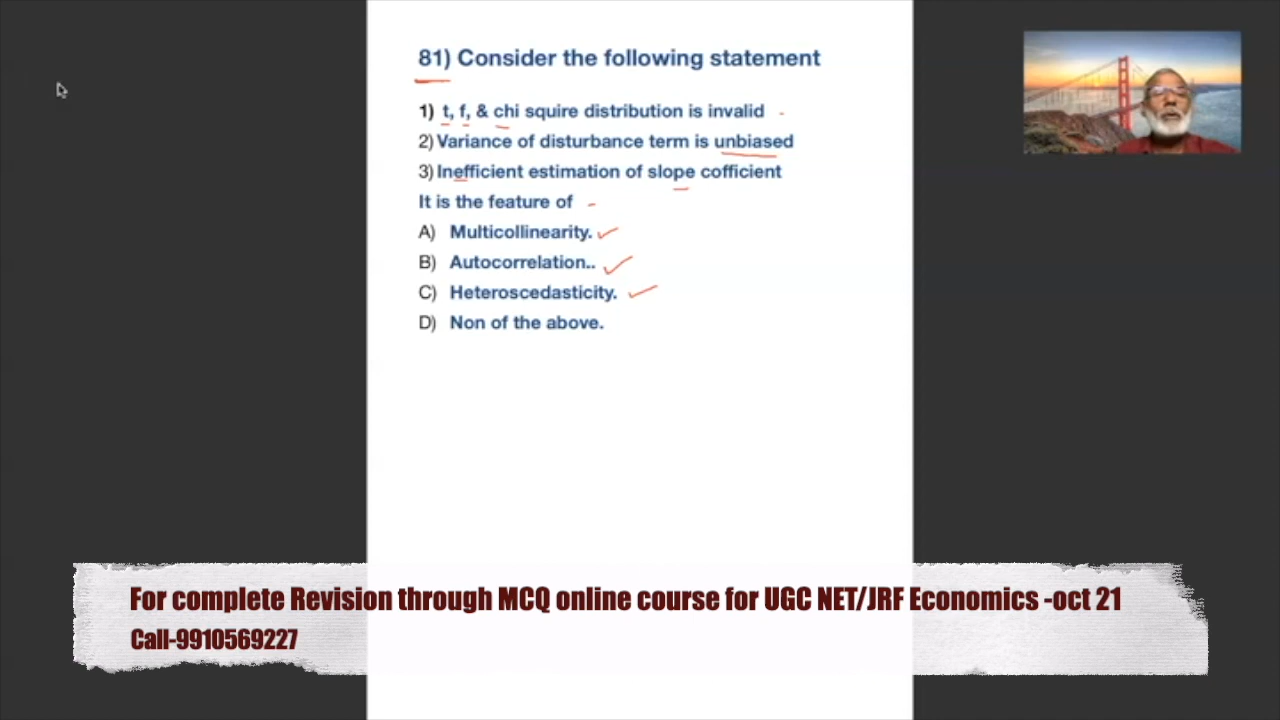 81) Consider the following statement
1) t, f, & chi squire distribution is invalid
2) Variance of disturbance term is unbiased
3) Inefficient estimation of slope cofficient
It is the feature of
A) Multicollinearity.
B) Autocorrelation..
C) Heteroscedasticity.
D) Non of the above.
For complete Revision through MCQ online course for UGC NET/JRF Economics -oct 21
Call-9910569227